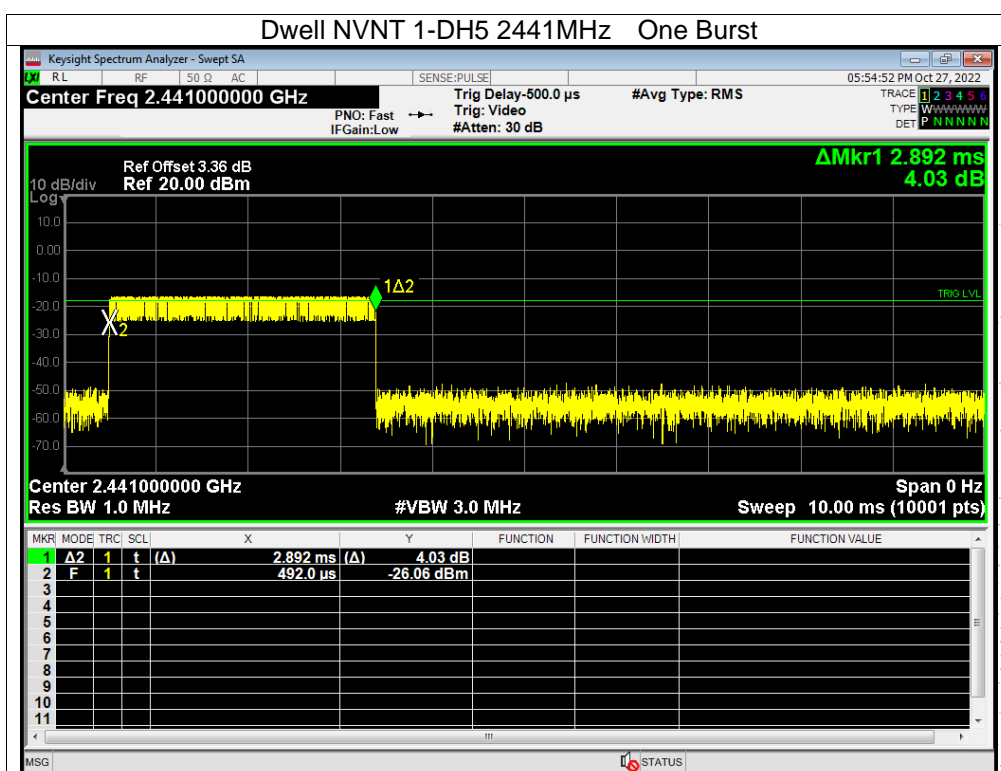 Dwell NVNT 1-DH5 2441MHz One Burst
Keysight Spectrum Analyzer - Swept SA
LXI RL RF 50 Ω AC SENSE:PULSE 05:54:52 PM Oct 27, 2022
Center Freq 2.441000000 GHz
PNO: Fast
IFGain:Low
Trig Delay-500.0 µs
Trig: Video
#Atten: 30 dB
#Avg Type: RMS
TRACE 1 2 3 4 5 6
TYPE WWWWWW
DET P N N N N N
Ref Offset 3.36 dB
Ref 20.00 dBm
10 dB/div
Log
ΔMkr1 2.892 ms
4.03 dB
10.0
0.00
-10.0
-20.0
-30.0
-40.0
-50.0
-60.0
-70.0
1Δ2
TRIG LVL
2
Center 2.441000000 GHz Span 0 Hz
Res BW 1.0 MHz #VBW 3.0 MHz Sweep 10.00 ms (10001 pts)
MKR MODE TRC SCL X Y FUNCTION FUNCTION WIDTH FUNCTION VALUE
1 Δ2 1 t (Δ) 2.892 ms (Δ) 4.03 dB
2 F 1 t 492.0 µs -26.06 dBm
3
4
5
6
7
8
9
10
11
MSG STATUS